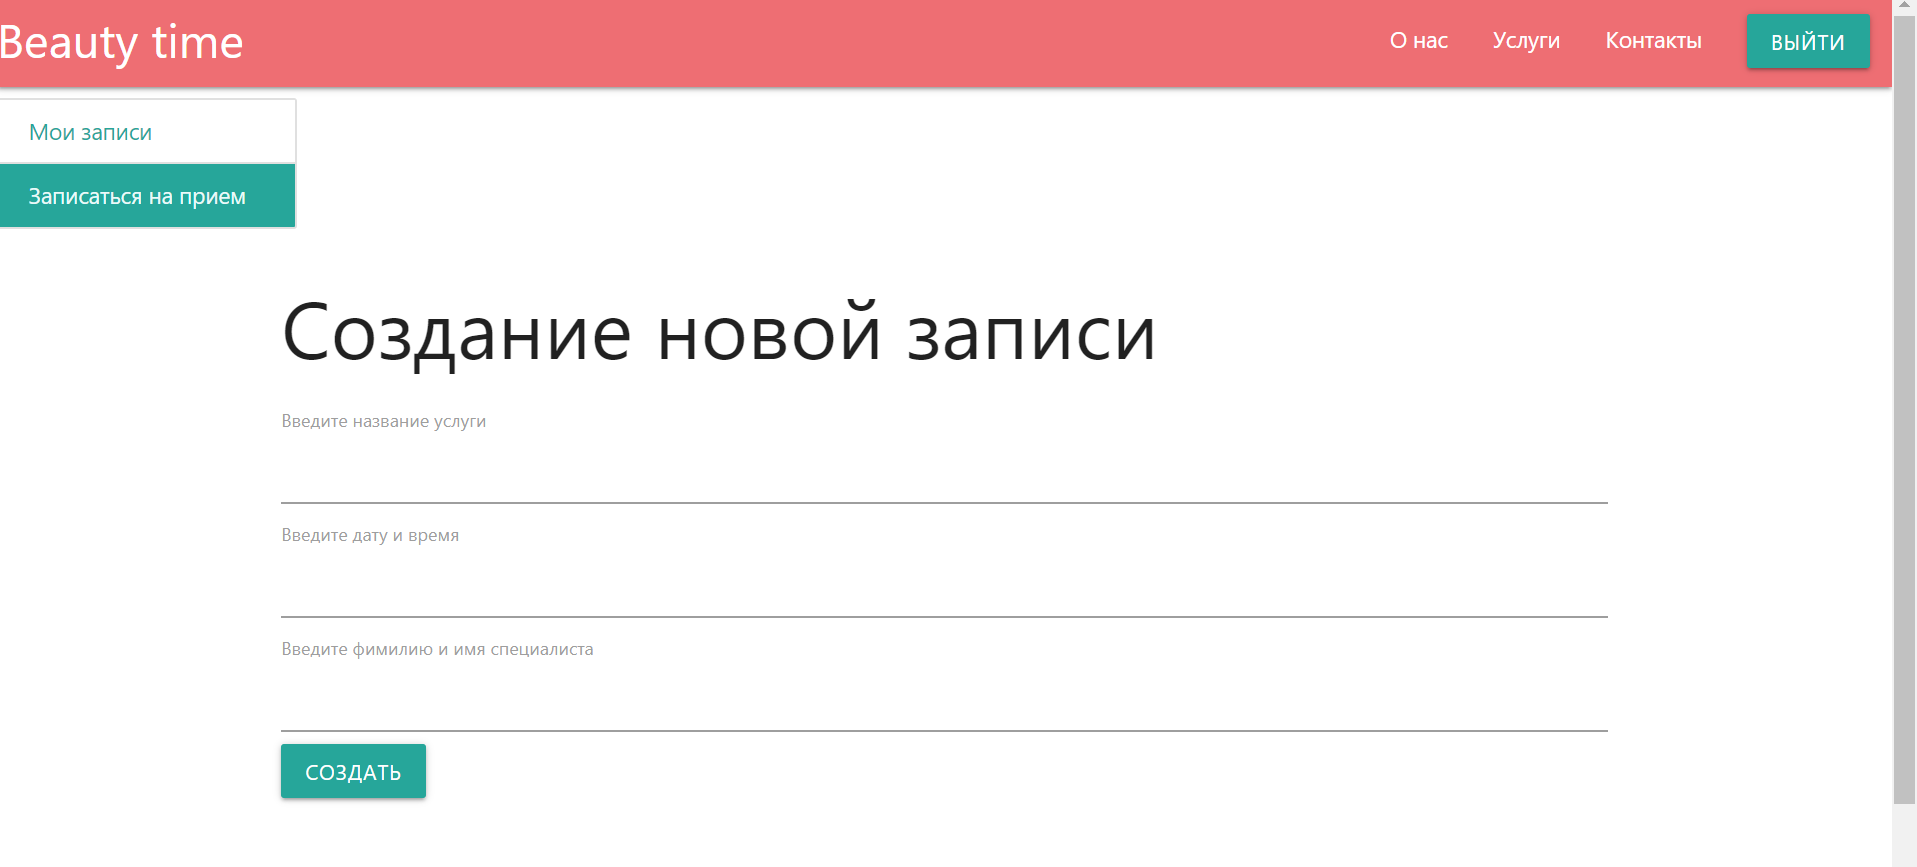 Beauty time
О нас
Услуги
Контакты
ВЫЙТИ
Мои записи
Записаться на прием
Создание новой записи
Введите название услуги
Введите дату и время
Введите фимилию и имя специалиста
СОЗДАТЬ